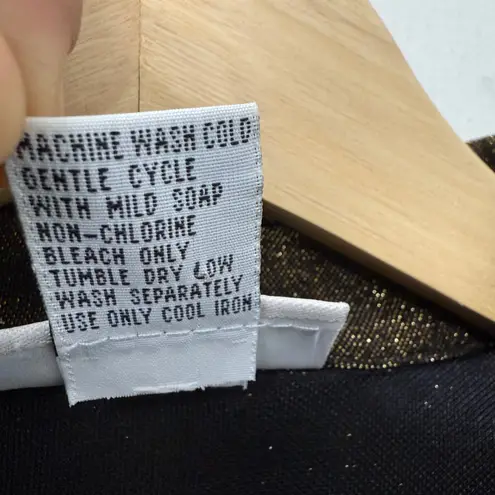 MACHINE WASH COLD
GENTLE CYCLE
WITH MILD SOAP
NON-CHLORINE
BLEACH ONLY
TUMBLE DRY LOW
WASH SEPARATELY
USE ONLY COOL IRON